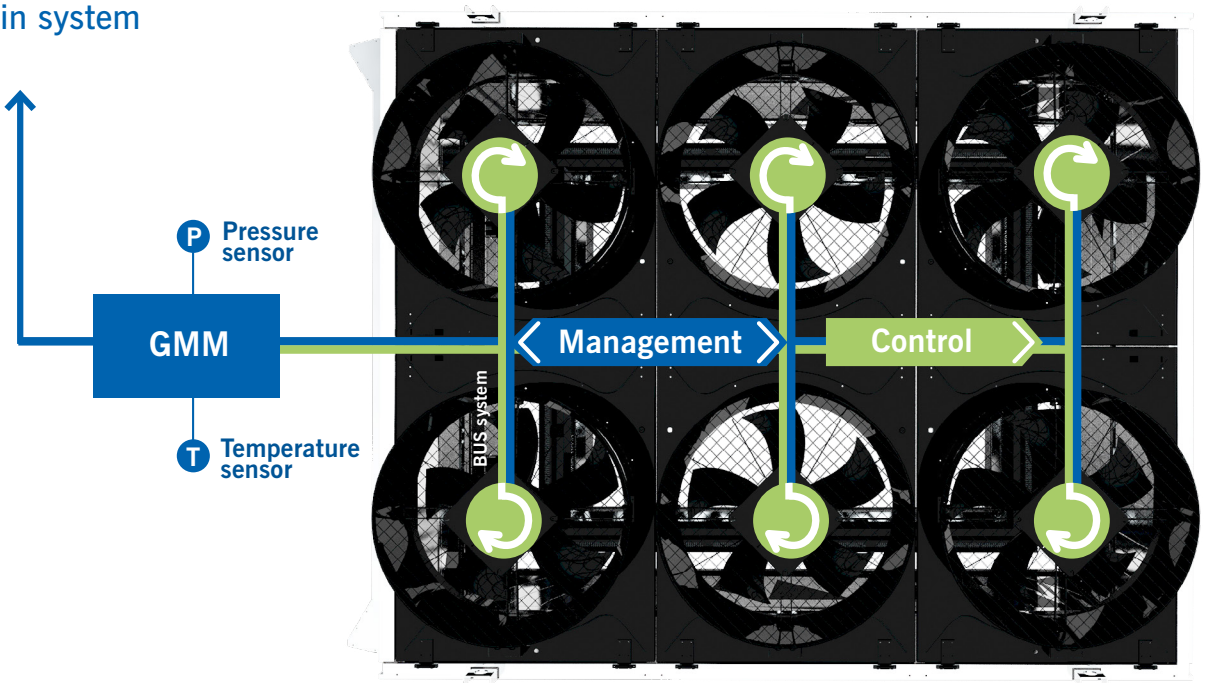 in system
P
Pressure
sensor
GMM
Management
Control
BUS system
T
Temperature
sensor